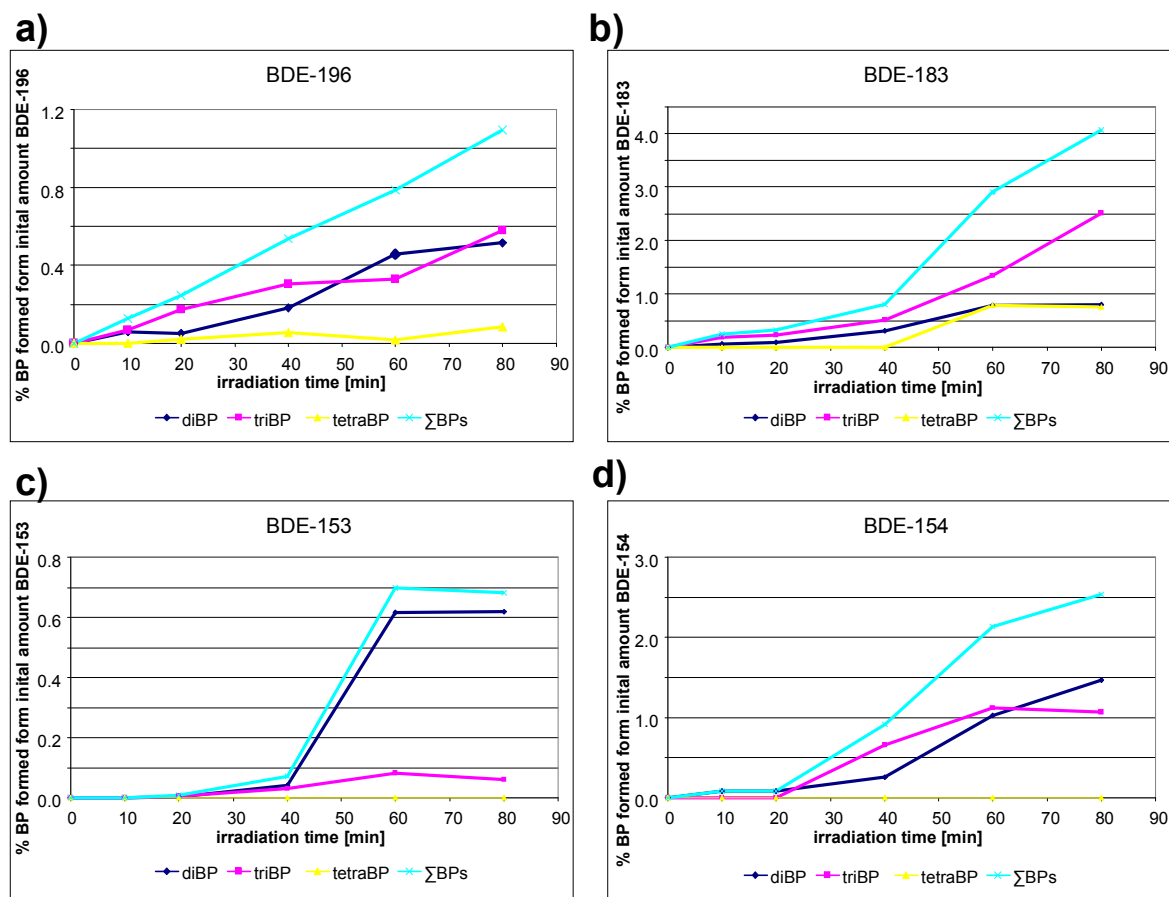 a)
BDE-196
% BP formed form inital amount BDE-196
1.2
0.8
0.4
0.0
0 10 20 30 40 50 60 70 80 90
irradiation time [min]
diBP triBP tetraBP ∑BPs
b)
BDE-183
% BP formed form inital amount BDE-183
4.0
3.0
2.0
1.0
0.0
0 10 20 30 40 50 60 70 80 90
irradiation time [min]
diBP triBP tetraBP ∑BPs
c)
BDE-153
% BP formed form inital amount BDE-153
0.8
0.6
0.4
0.2
0.0
0 10 20 30 40 50 60 70 80 90
irradiation time [min]
diBP triBP tetraBP ∑BPs
d)
BDE-154
% BP formed form inital amount BDE-154
3.0
2.0
1.0
0.0
0 10 20 30 40 50 60 70 80 90
irradiation time [min]
diBP triBP tetraBP ∑BPs